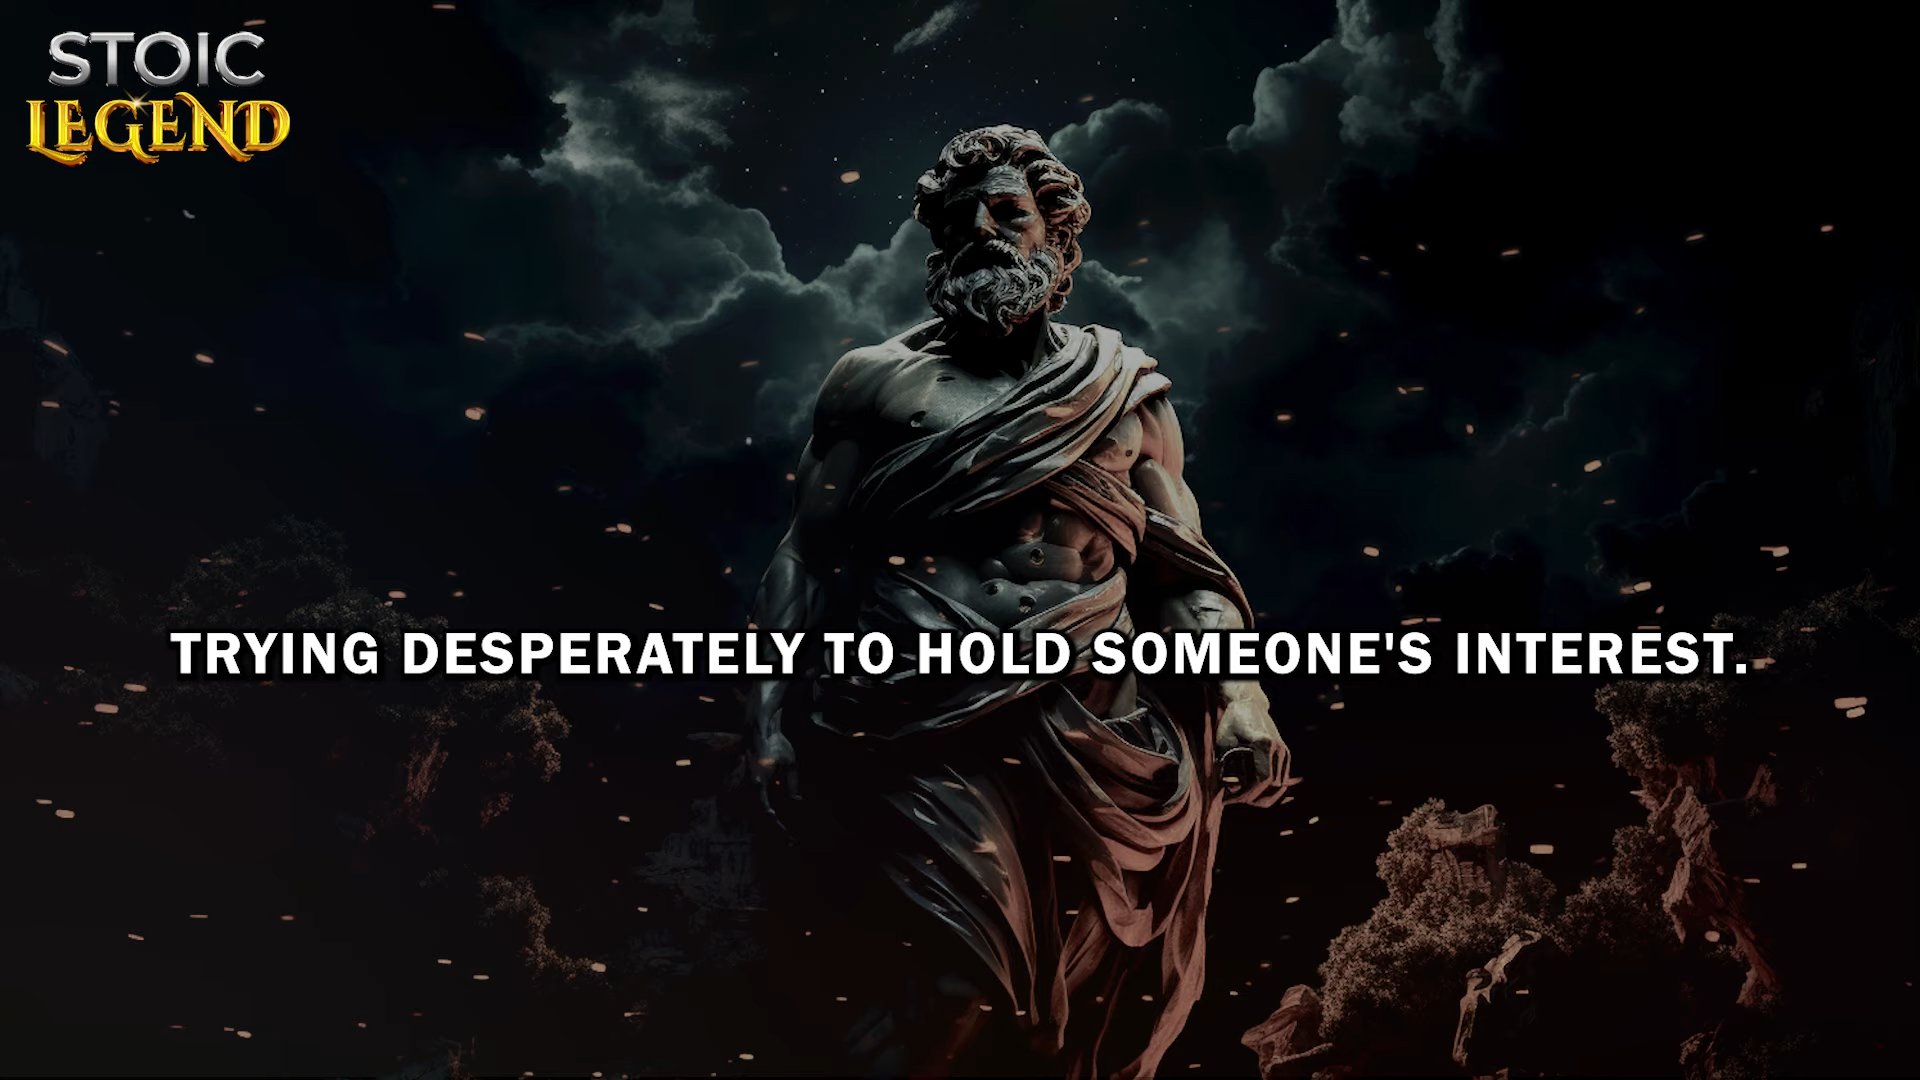 STOIC
LEGEND
TRYING DESPERATELY TO HOLD SOMEONE'S INTEREST.